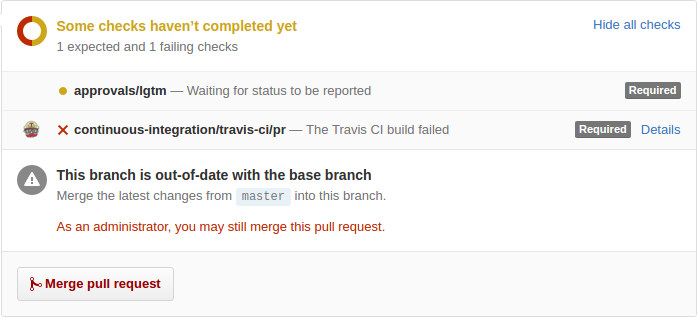 Some checks haven't completed yet
Hide all checks
1 expected and 1 failing checks
approvals/lgtm — Waiting for status to be reported
Required
continuous-integration/travis-ci/pr — The Travis CI build failed
Required Details
This branch is out-of-date with the base branch
Merge the latest changes from master into this branch.
As an administrator, you may still merge this pull request.
Merge pull request